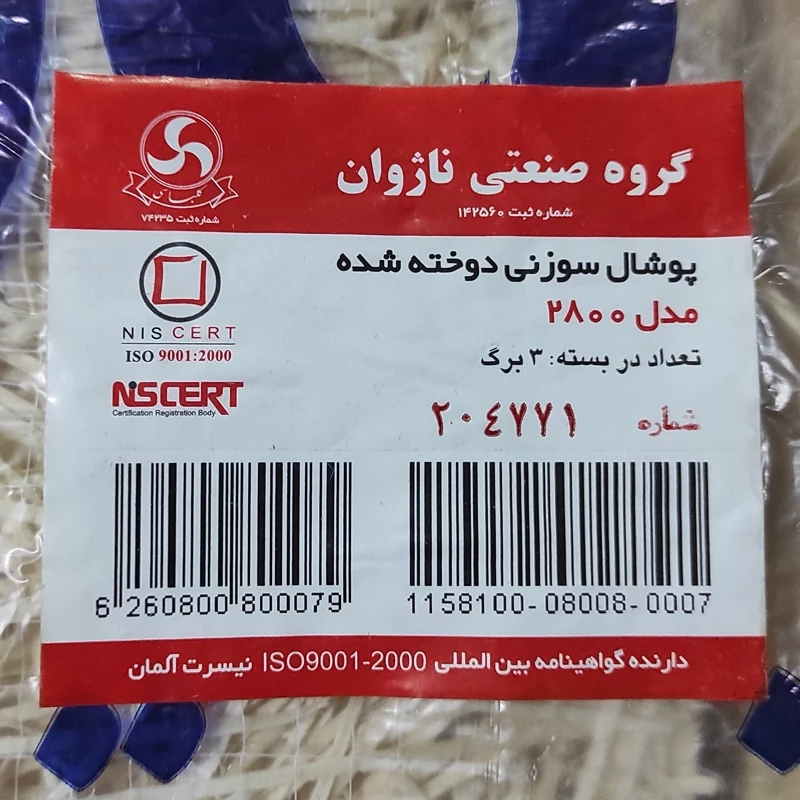 گروه صنعتی ناژوان
شماره ثبت ۱۴۲۵۶۰
گلباس
شماره ثبت ۷۴۲۳۵
پوشال سوزنی دوخته شده
مدل ۲۸۰۰
تعداد در بسته: ۳ برگ
شماره ۲۰٤۷۷۱
NIS CERT
ISO 9001:2000
NISCERT
Certification Registration Body
6 260800 800079
1158100-08008-0007
دارنده گواهینامه بین المللی ISO9001-2000 نیسرت آلمان